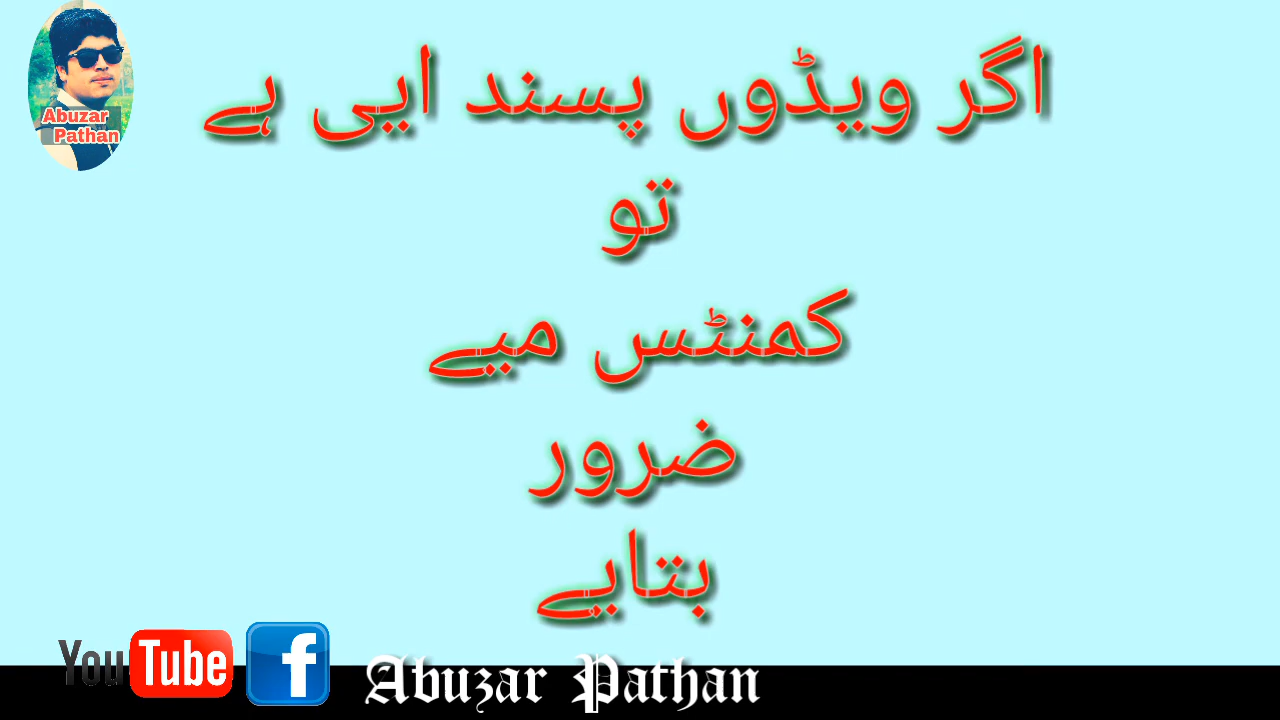 Abuzar
Pathan
اگر ویڈوں پسند ایی ہے
تو
کمنٹس میے
ضرور
بتایے
YouTube f Abuzar Pathan